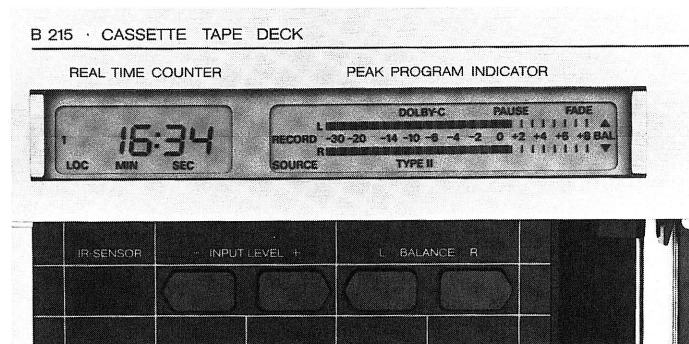 B 215 · CASSETTE TAPE DECK
REAL TIME COUNTER PEAK PROGRAM INDICATOR
DOLBY-C PAUSE FADE
L
1 16:34 RECORD -30 -20 -14 -10 -6 -4 -2 0 +2 +4 +6 +8 BAL
R
LOC MIN SEC SOURCE TYPE II
IR-SENSOR - INPUT LEVEL + L BALANCE R